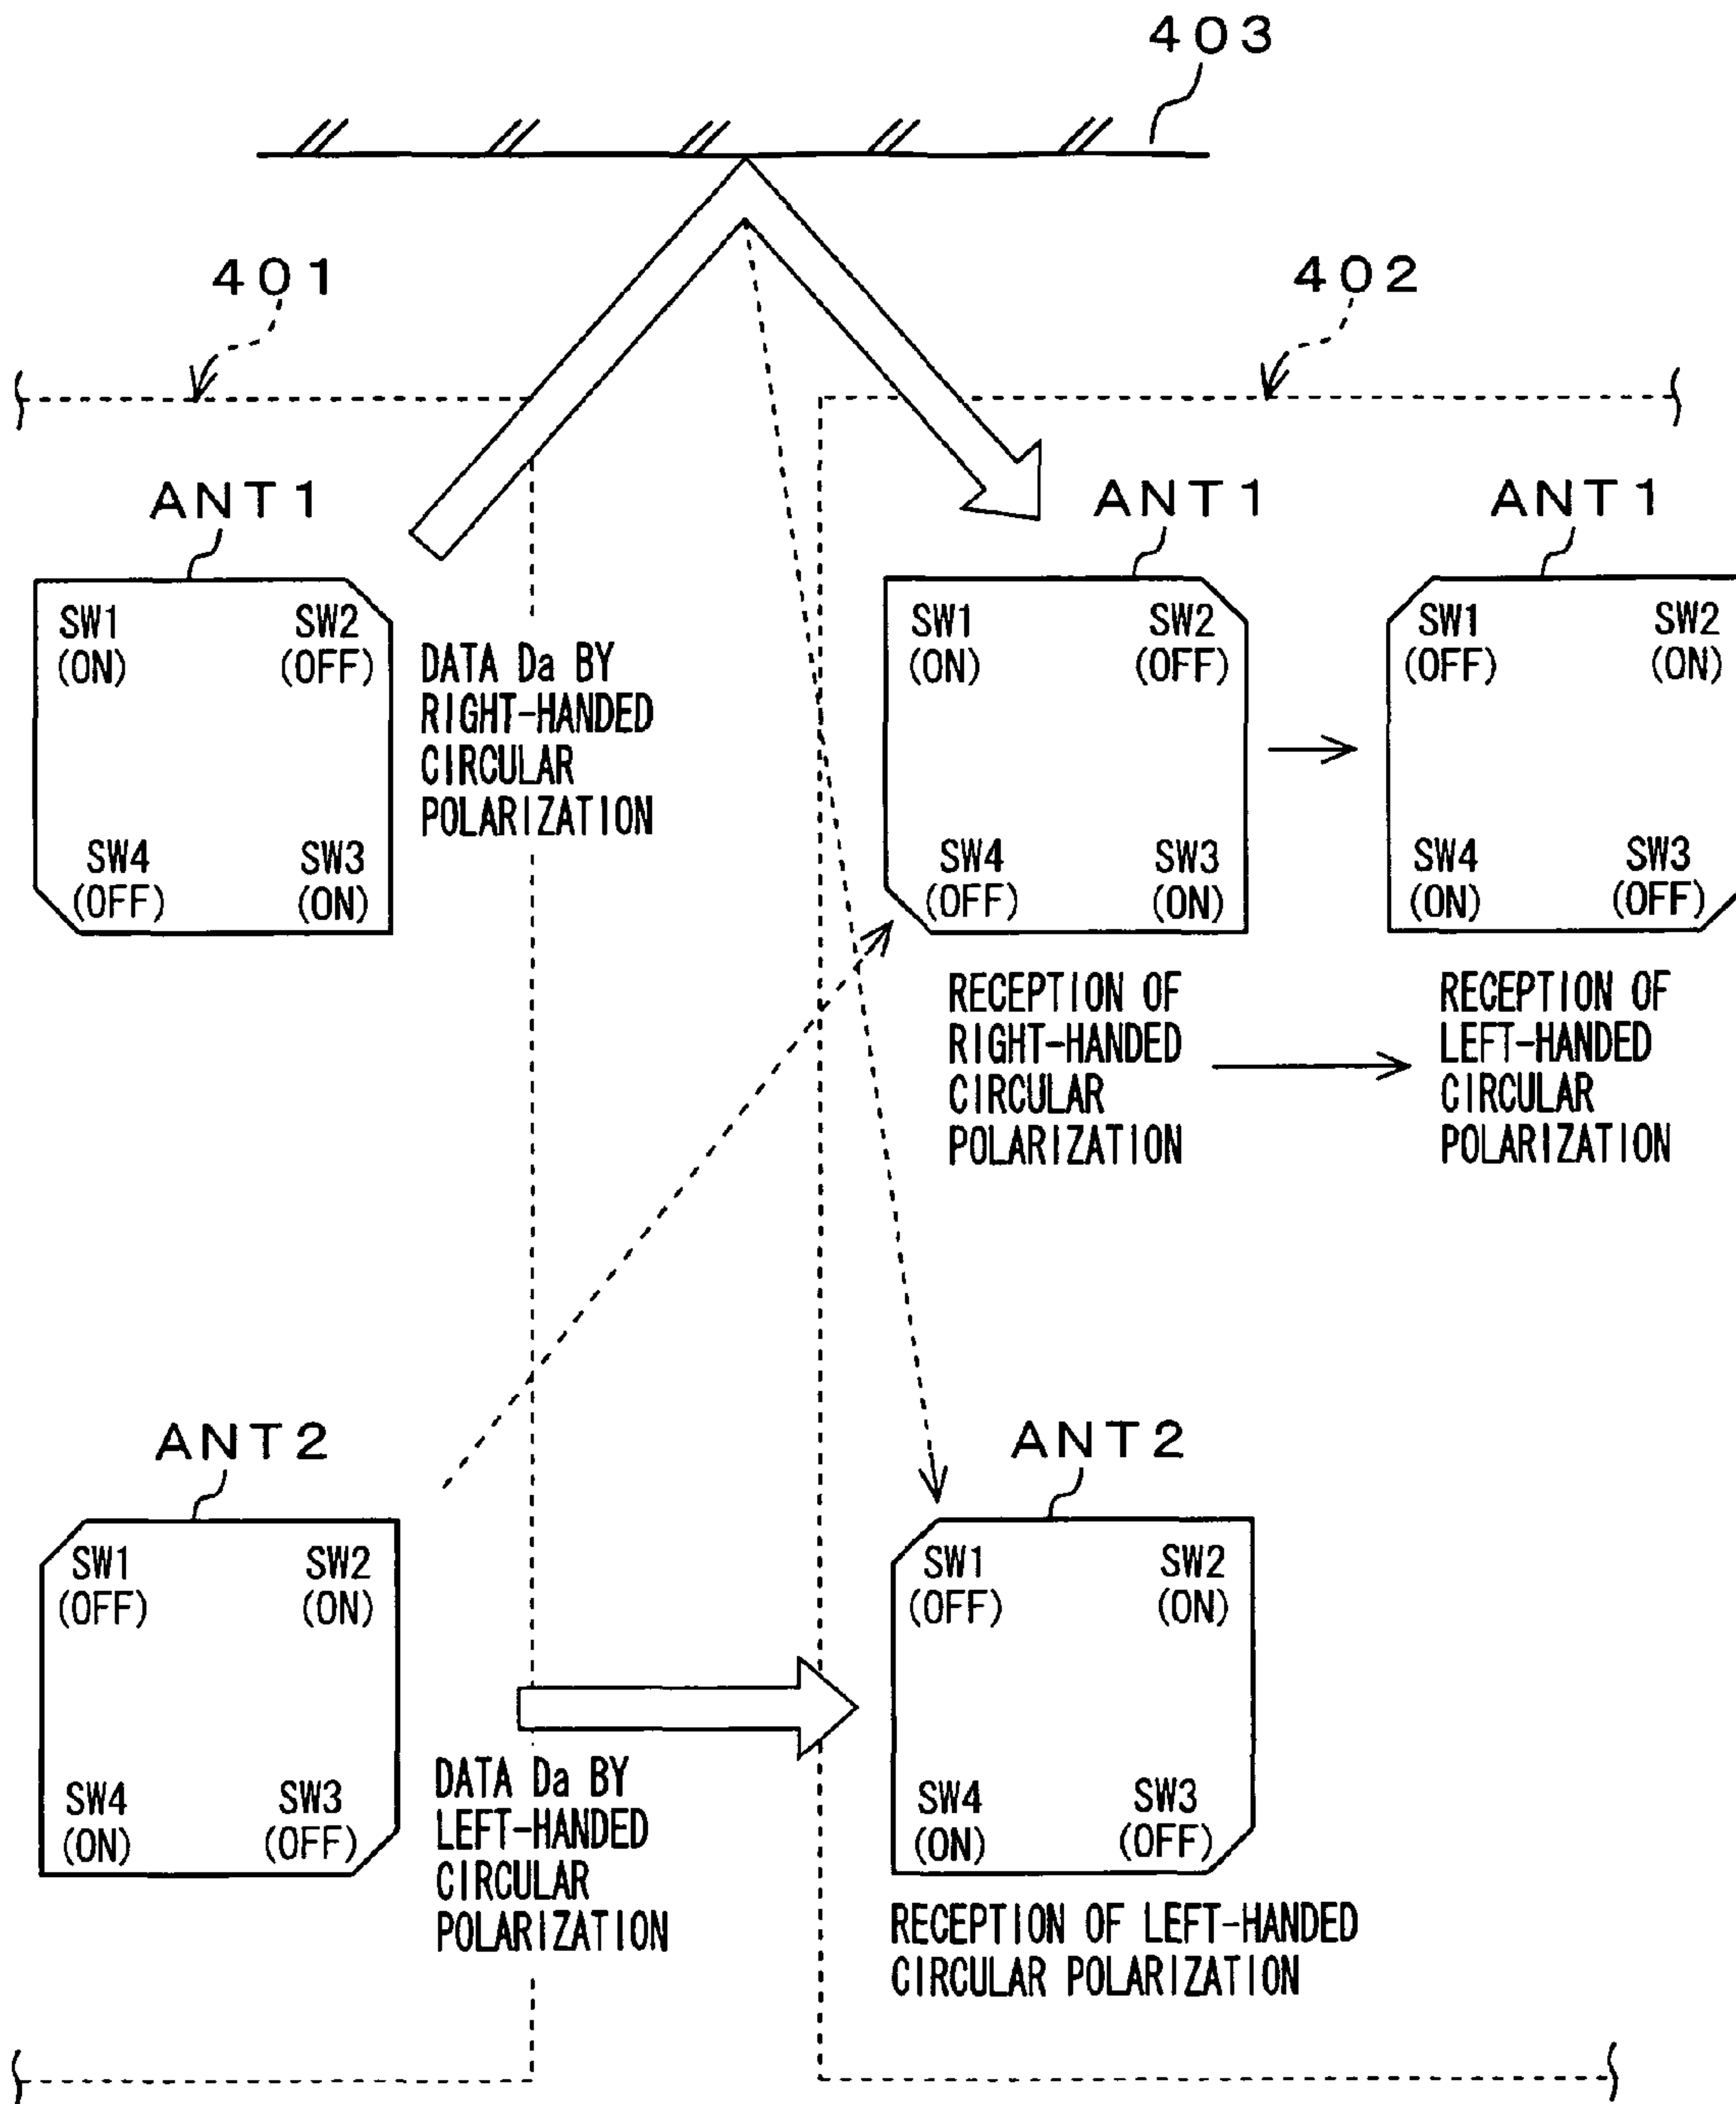 403
401
402
ANT1
ANT1
ANT1
SW1
(ON)
SW2
(OFF)
SW4
(OFF)
SW3
(ON)
DATA Da BY
RIGHT-HANDED
CIRCULAR
POLARIZATION
SW1
(ON)
SW2
(OFF)
SW4
(OFF)
SW3
(ON)
SW1
(OFF)
SW2
(ON)
SW4
(ON)
SW3
(OFF)
RECEPTION OF
RIGHT-HANDED
CIRCULAR
POLARIZATION
RECEPTION OF
LEFT-HANDED
CIRCULAR
POLARIZATION
ANT2
ANT2
SW1
(OFF)
SW2
(ON)
SW4
(ON)
SW3
(OFF)
DATA Da BY
LEFT-HANDED
CIRCULAR
POLARIZATION
SW1
(OFF)
SW2
(ON)
SW4
(ON)
SW3
(OFF)
RECEPTION OF LEFT-HANDED
CIRCULAR POLARIZATION